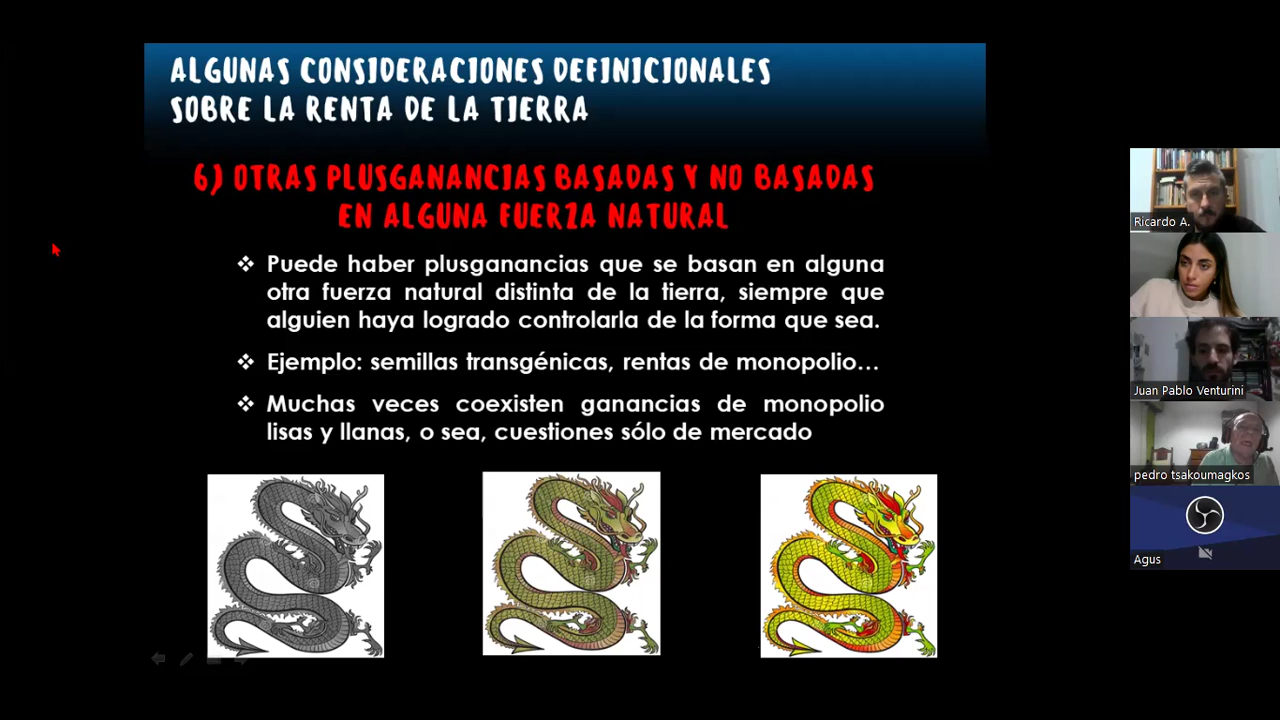 ALGUNAS CONSIDERACIONES DEFINICIONALES
SOBRE LA RENTA DE LA TIERRA
6) OTRAS PLUSGANANCIAS BASADAS Y NO BASADAS
EN ALGUNA FUERZA NATURAL
❖ Puede haber plusganancias que se basan en alguna
otra fuerza natural distinta de la tierra, siempre que
alguien haya logrado controlarla de la forma que sea.
❖ Ejemplo: semillas transgénicas, rentas de monopolio...
❖ Muchas veces coexisten ganancias de monopolio
lisas y llanas, o sea, cuestiones sólo de mercado
Ricardo A.
Juan Pablo Venturini
pedro tsakoumagkos
Agus